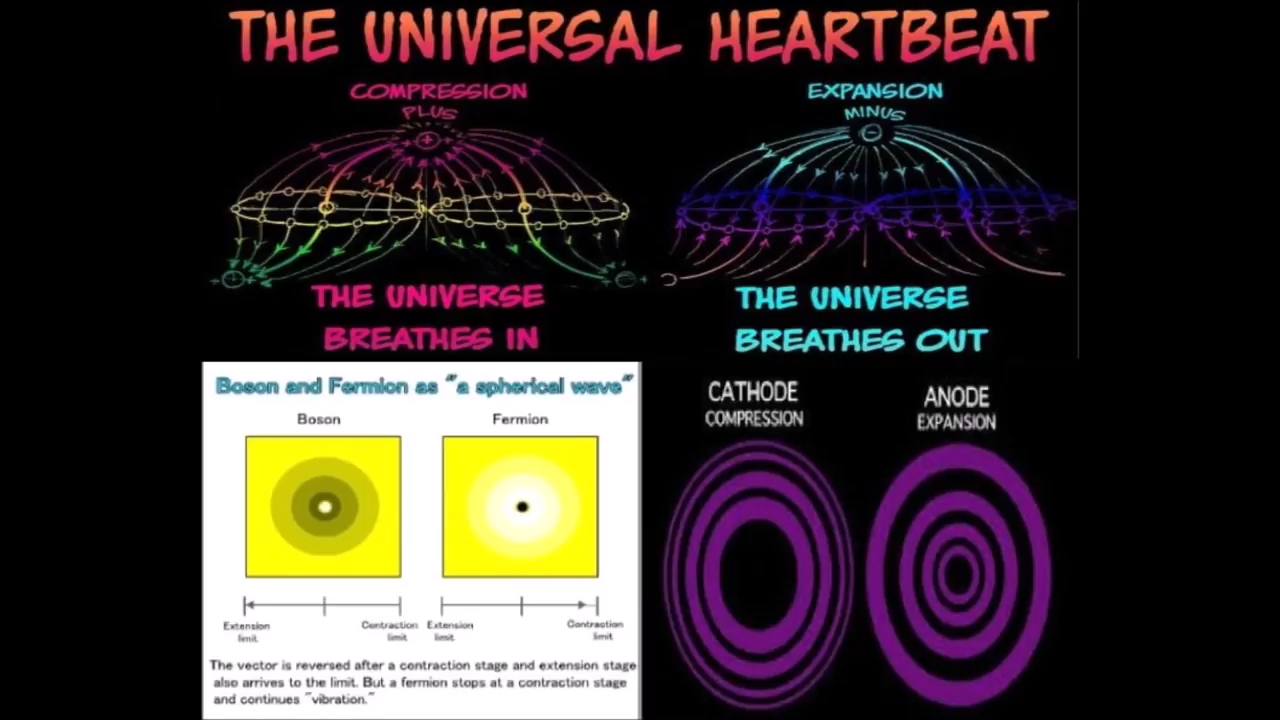 THE UNIVERSAL HEARTBEAT
COMPRESSION
PLUS
+
+
THE UNIVERSE
BREATHES IN
EXPANSION
MINUS
−
THE UNIVERSE
BREATHES OUT
Boson and Fermion as "a spherical wave"
Boson
Fermion
Extension
limit
Contraction
limit
Extension
limit
Contraction
limit
The vector is reversed after a contraction stage and extension stage
also arrives to the limit. But a fermion stops at a contraction stage
and continues "vibration."
CATHODE
COMPRESSION
ANODE
EXPANSION